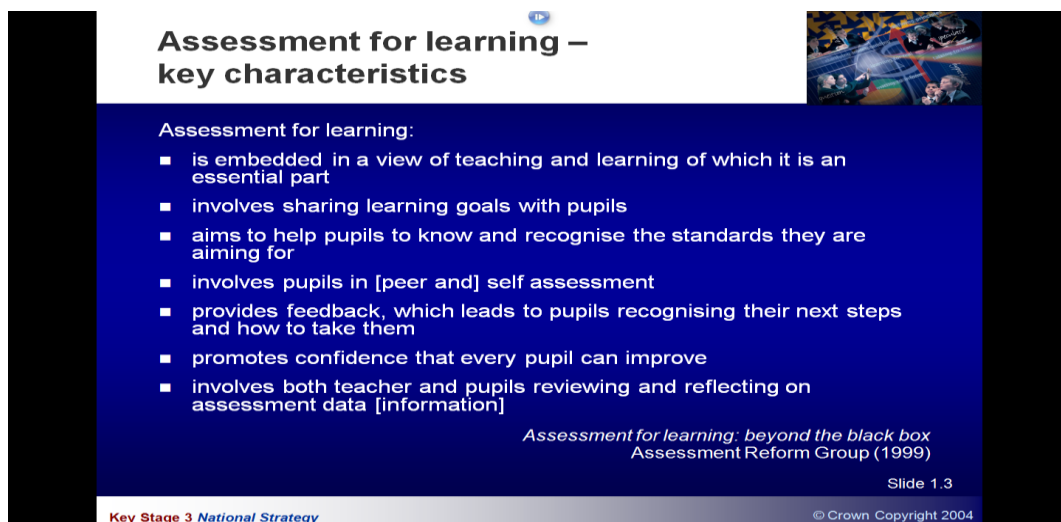 Assessment for learning –
key characteristics
Assessment for learning:
is embedded in a view of teaching and learning of which it is an
essential part
involves sharing learning goals with pupils
aims to help pupils to know and recognise the standards they are
aiming for
involves pupils in [peer and] self assessment
provides feedback, which leads to pupils recognising their next steps
and how to take them
promotes confidence that every pupil can improve
involves both teacher and pupils reviewing and reflecting on
assessment data [information]
Assessment for learning: beyond the black box
Assessment Reform Group (1999)
Slide 1.3
Key Stage 3 National Strategy
© Crown Copyright 2004